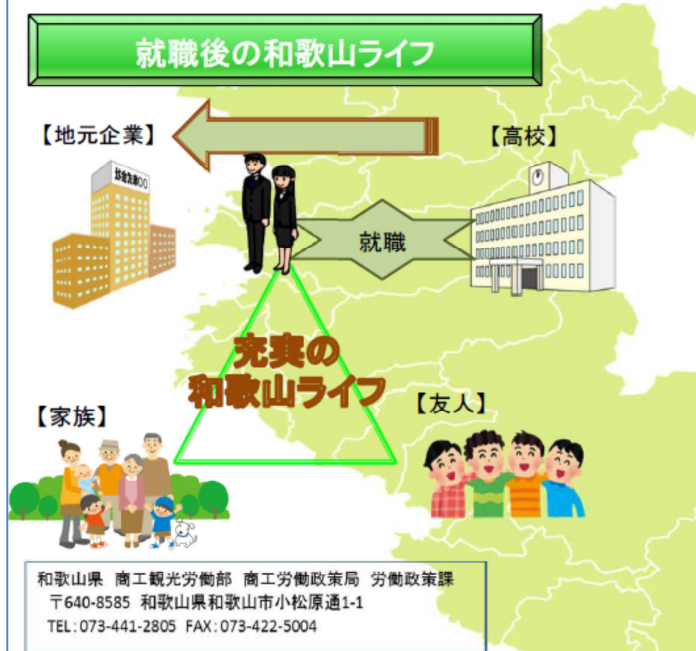 就職後の和歌山ライフ
【地元企業】
【高校】
就職
充実の
和歌山ライフ
【家族】
【友人】
和歌山県 商工観光労働部 商工労働政策局 労働政策課
〒640-8585 和歌山県和歌山市小松原通1-1
TEL:073-441-2805 FAX:073-422-5004